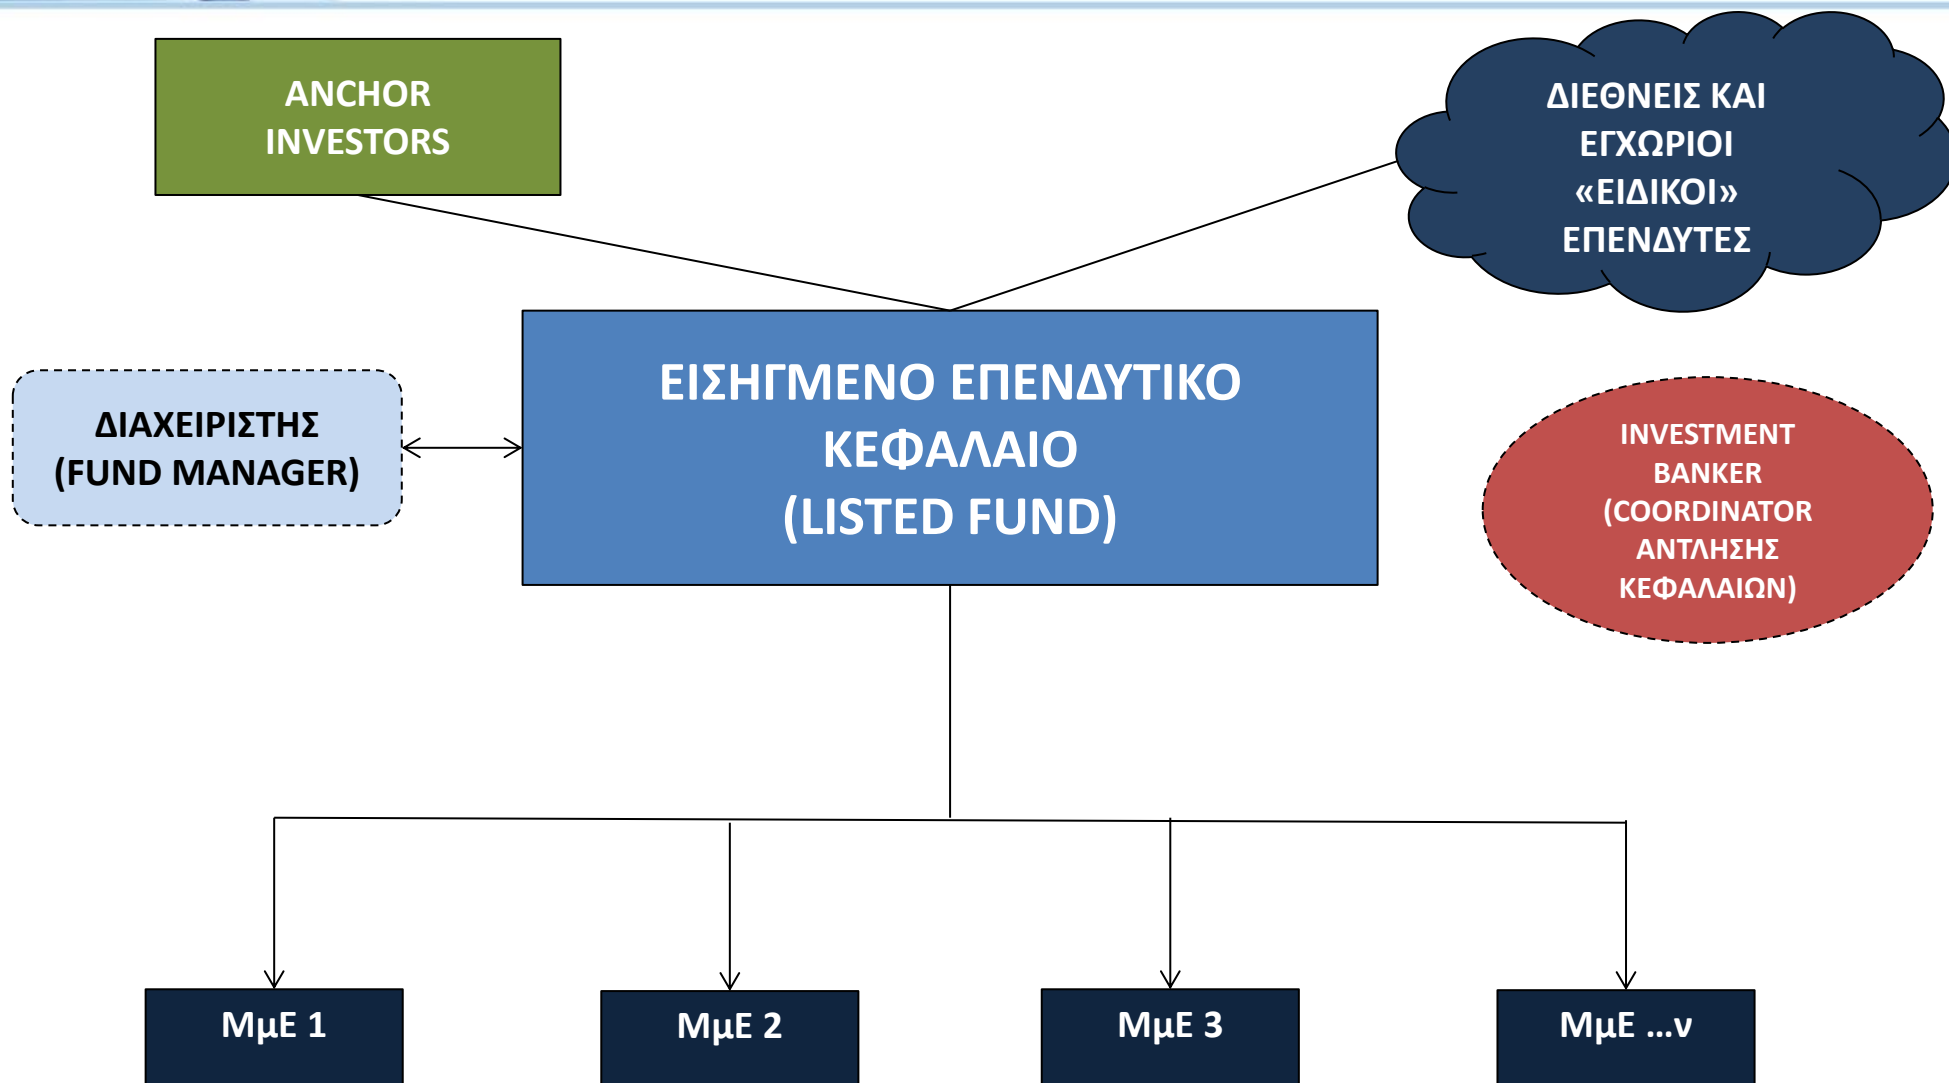 ANCHOR
INVESTORS
ΔΙΕΘΝΕΙΣ ΚΑΙ
ΕΓΧΩΡΙΟΙ
«ΕΙΔΙΚΟΙ»
ΕΠΕΝΔΥΤΕΣ
ΕΙΣΗΓΜΕΝΟ ΕΠΕΝΔΥΤΙΚΟ
ΚΕΦΑΛΑΙΟ
(LISTED FUND)
ΔΙΑΧΕΙΡΙΣΤΗΣ
(FUND MANAGER)
INVESTMENT
BANKER
(COORDINATOR
ΑΝΤΛΗΣΗΣ
ΚΕΦΑΛΑΙΩΝ)
ΜμΕ 1
ΜμΕ 2
ΜμΕ 3
ΜμΕ ...ν